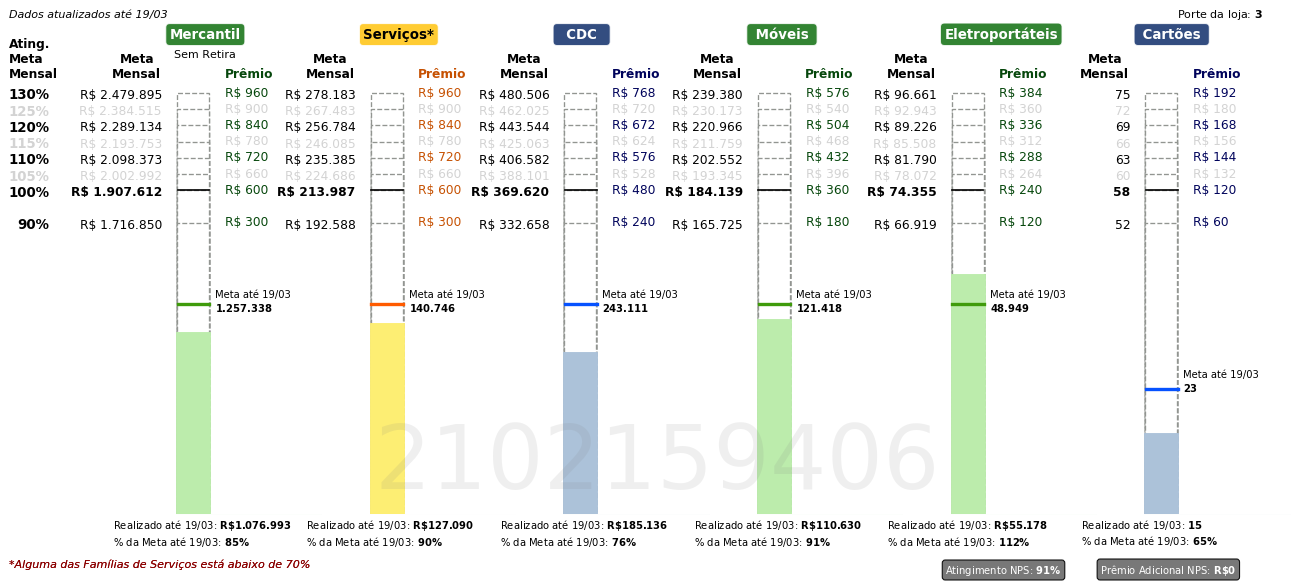 Dados atualizados até 19/03 Porte da loja: 3
Mercantil Serviços* CDC Móveis Eletroportáteis Cartões
Sem Retira
Ating. Meta Mensal Meta Mensal Prêmio Meta Mensal Prêmio Meta Mensal Prêmio Meta Mensal Prêmio Meta Mensal Prêmio Meta Mensal Prêmio
130% R$ 2.479.895 R$ 960 R$ 278.183 R$ 960 R$ 480.506 R$ 768 R$ 239.380 R$ 576 R$ 96.661 R$ 384 75 R$ 192
125% R$ 2.384.515 R$ 900 R$ 267.483 R$ 900 R$ 462.025 R$ 720 R$ 230.173 R$ 540 R$ 92.943 R$ 360 72 R$ 180
120% R$ 2.289.134 R$ 840 R$ 256.784 R$ 840 R$ 443.544 R$ 672 R$ 220.966 R$ 504 R$ 89.226 R$ 336 69 R$ 168
115% R$ 2.193.753 R$ 780 R$ 246.085 R$ 780 R$ 425.063 R$ 624 R$ 211.759 R$ 468 R$ 85.508 R$ 312 66 R$ 156
110% R$ 2.098.373 R$ 720 R$ 235.385 R$ 720 R$ 406.582 R$ 576 R$ 202.552 R$ 432 R$ 81.790 R$ 288 63 R$ 144
105% R$ 2.002.992 R$ 660 R$ 224.686 R$ 660 R$ 388.101 R$ 528 R$ 193.345 R$ 396 R$ 78.072 R$ 264 60 R$ 132
100% R$ 1.907.612 R$ 600 R$ 213.987 R$ 600 R$ 369.620 R$ 480 R$ 184.139 R$ 360 R$ 74.355 R$ 240 58 R$ 120
90% R$ 1.716.850 R$ 300 R$ 192.588 R$ 300 R$ 332.658 R$ 240 R$ 165.725 R$ 180 R$ 66.919 R$ 120 52 R$ 60
Meta até 19/03 Meta até 19/03 Meta até 19/03 Meta até 19/03 Meta até 19/03
1.257.338 140.746 243.111 121.418 48.949
Meta até 19/03
23
2102159406
Realizado até 19/03: R$1.076.993 Realizado até 19/03: R$127.090 Realizado até 19/03: R$185.136 Realizado até 19/03: R$110.630 Realizado até 19/03: R$55.178 Realizado até 19/03: 15
% da Meta até 19/03: 85% % da Meta até 19/03: 90% % da Meta até 19/03: 76% % da Meta até 19/03: 91% % da Meta até 19/03: 112% % da Meta até 19/03: 65%
*Alguma das Famílias de Serviços está abaixo de 70% Atingimento NPS: 91% Prêmio Adicional NPS: R$0